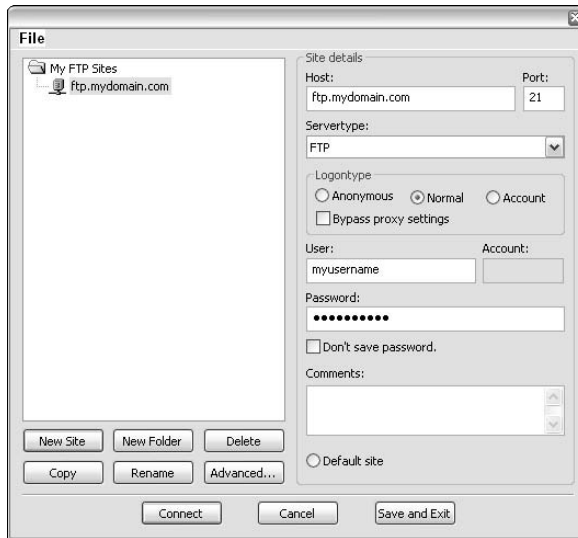 File
My FTP Sites
ftp.mydomain.com
Site details
Host: Port:
ftp.mydomain.com 21
Servertype:
FTP
Logontype
Anonymous Normal Account
Bypass proxy settings
User: Account:
myusername
Password:
••••••••••
Don't save password.
Comments:
Default site
New Site New Folder Delete
Copy Rename Advanced...
Connect Cancel Save and Exit